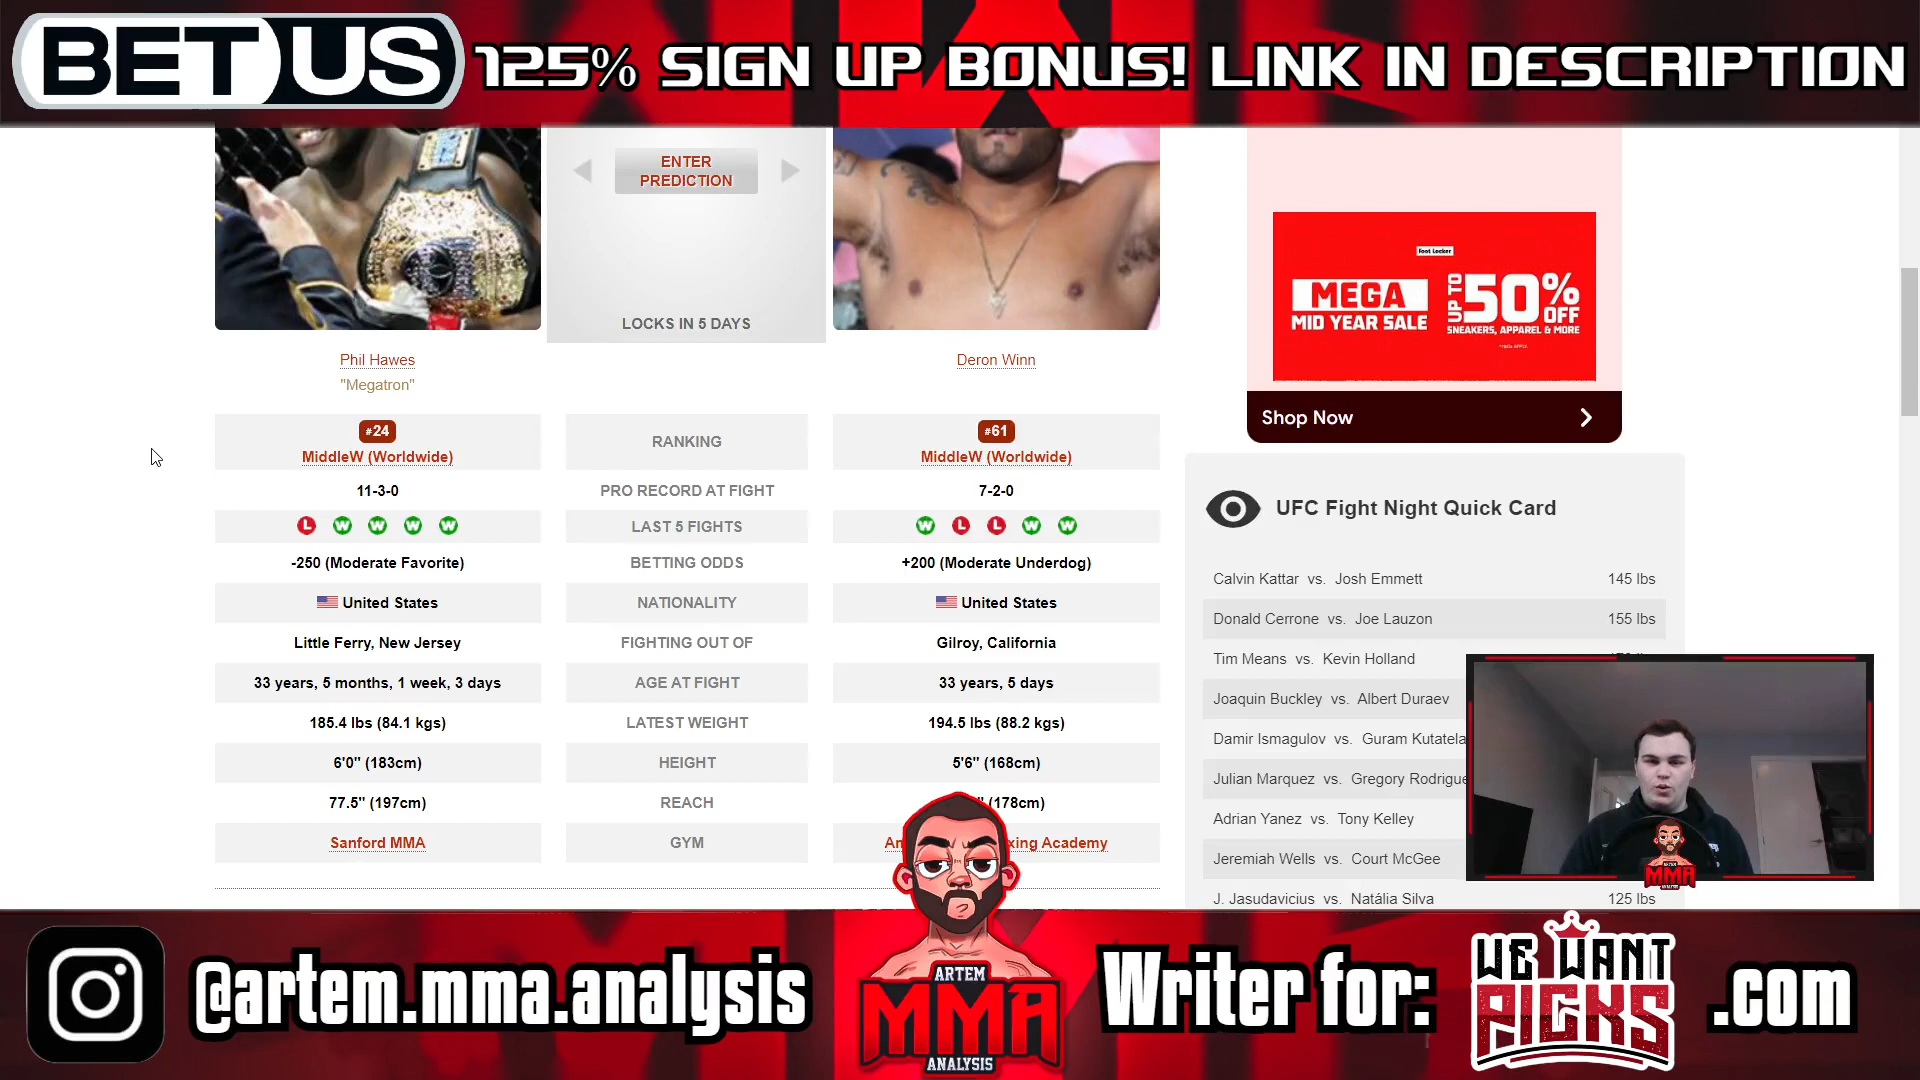 BETUS 125% SIGN UP BONUS! LINK IN DESCRIPTION
ENTER
PREDICTION
LOCKS IN 5 DAYS
Phil Hawes
"Megatron"
Deron Winn
#24
MiddleW (Worldwide)
RANKING
#61
MiddleW (Worldwide)
11-3-0 PRO RECORD AT FIGHT 7-2-0
L W W W W LAST 5 FIGHTS W L L W W
-250 (Moderate Favorite) BETTING ODDS +200 (Moderate Underdog)
United States NATIONALITY United States
Little Ferry, New Jersey FIGHTING OUT OF Gilroy, California
33 years, 5 months, 1 week, 3 days AGE AT FIGHT 33 years, 5 days
185.4 lbs (84.1 kgs) LATEST WEIGHT 194.5 lbs (88.2 kgs)
6'0" (183cm) HEIGHT 5'6" (168cm)
77.5" (197cm) REACH " (178cm)
Sanford MMA GYM An xing Academy
Foot Locker
MEGA
MID YEAR SALE
UP TO
50% OFF
SNEAKERS, APPAREL & MORE
Shop Now
UFC Fight Night Quick Card
Calvin Kattar vs. Josh Emmett 145 lbs
Donald Cerrone vs. Joe Lauzon 155 lbs
Tim Means vs. Kevin Holland
Joaquin Buckley vs. Albert Duraev
Damir Ismagulov vs. Guram Kutatela
Julian Marquez vs. Gregory Rodrigue
Adrian Yanez vs. Tony Kelley
Jeremiah Wells vs. Court McGee
J. Jasudavicius vs. Natália Silva 125 lbs
ARTEM
MMA
ANALYSIS
@artem.mma.analysis
ARTEM
MMA
ANALYSIS
Writer for:
WE WANT
PICKS
.com